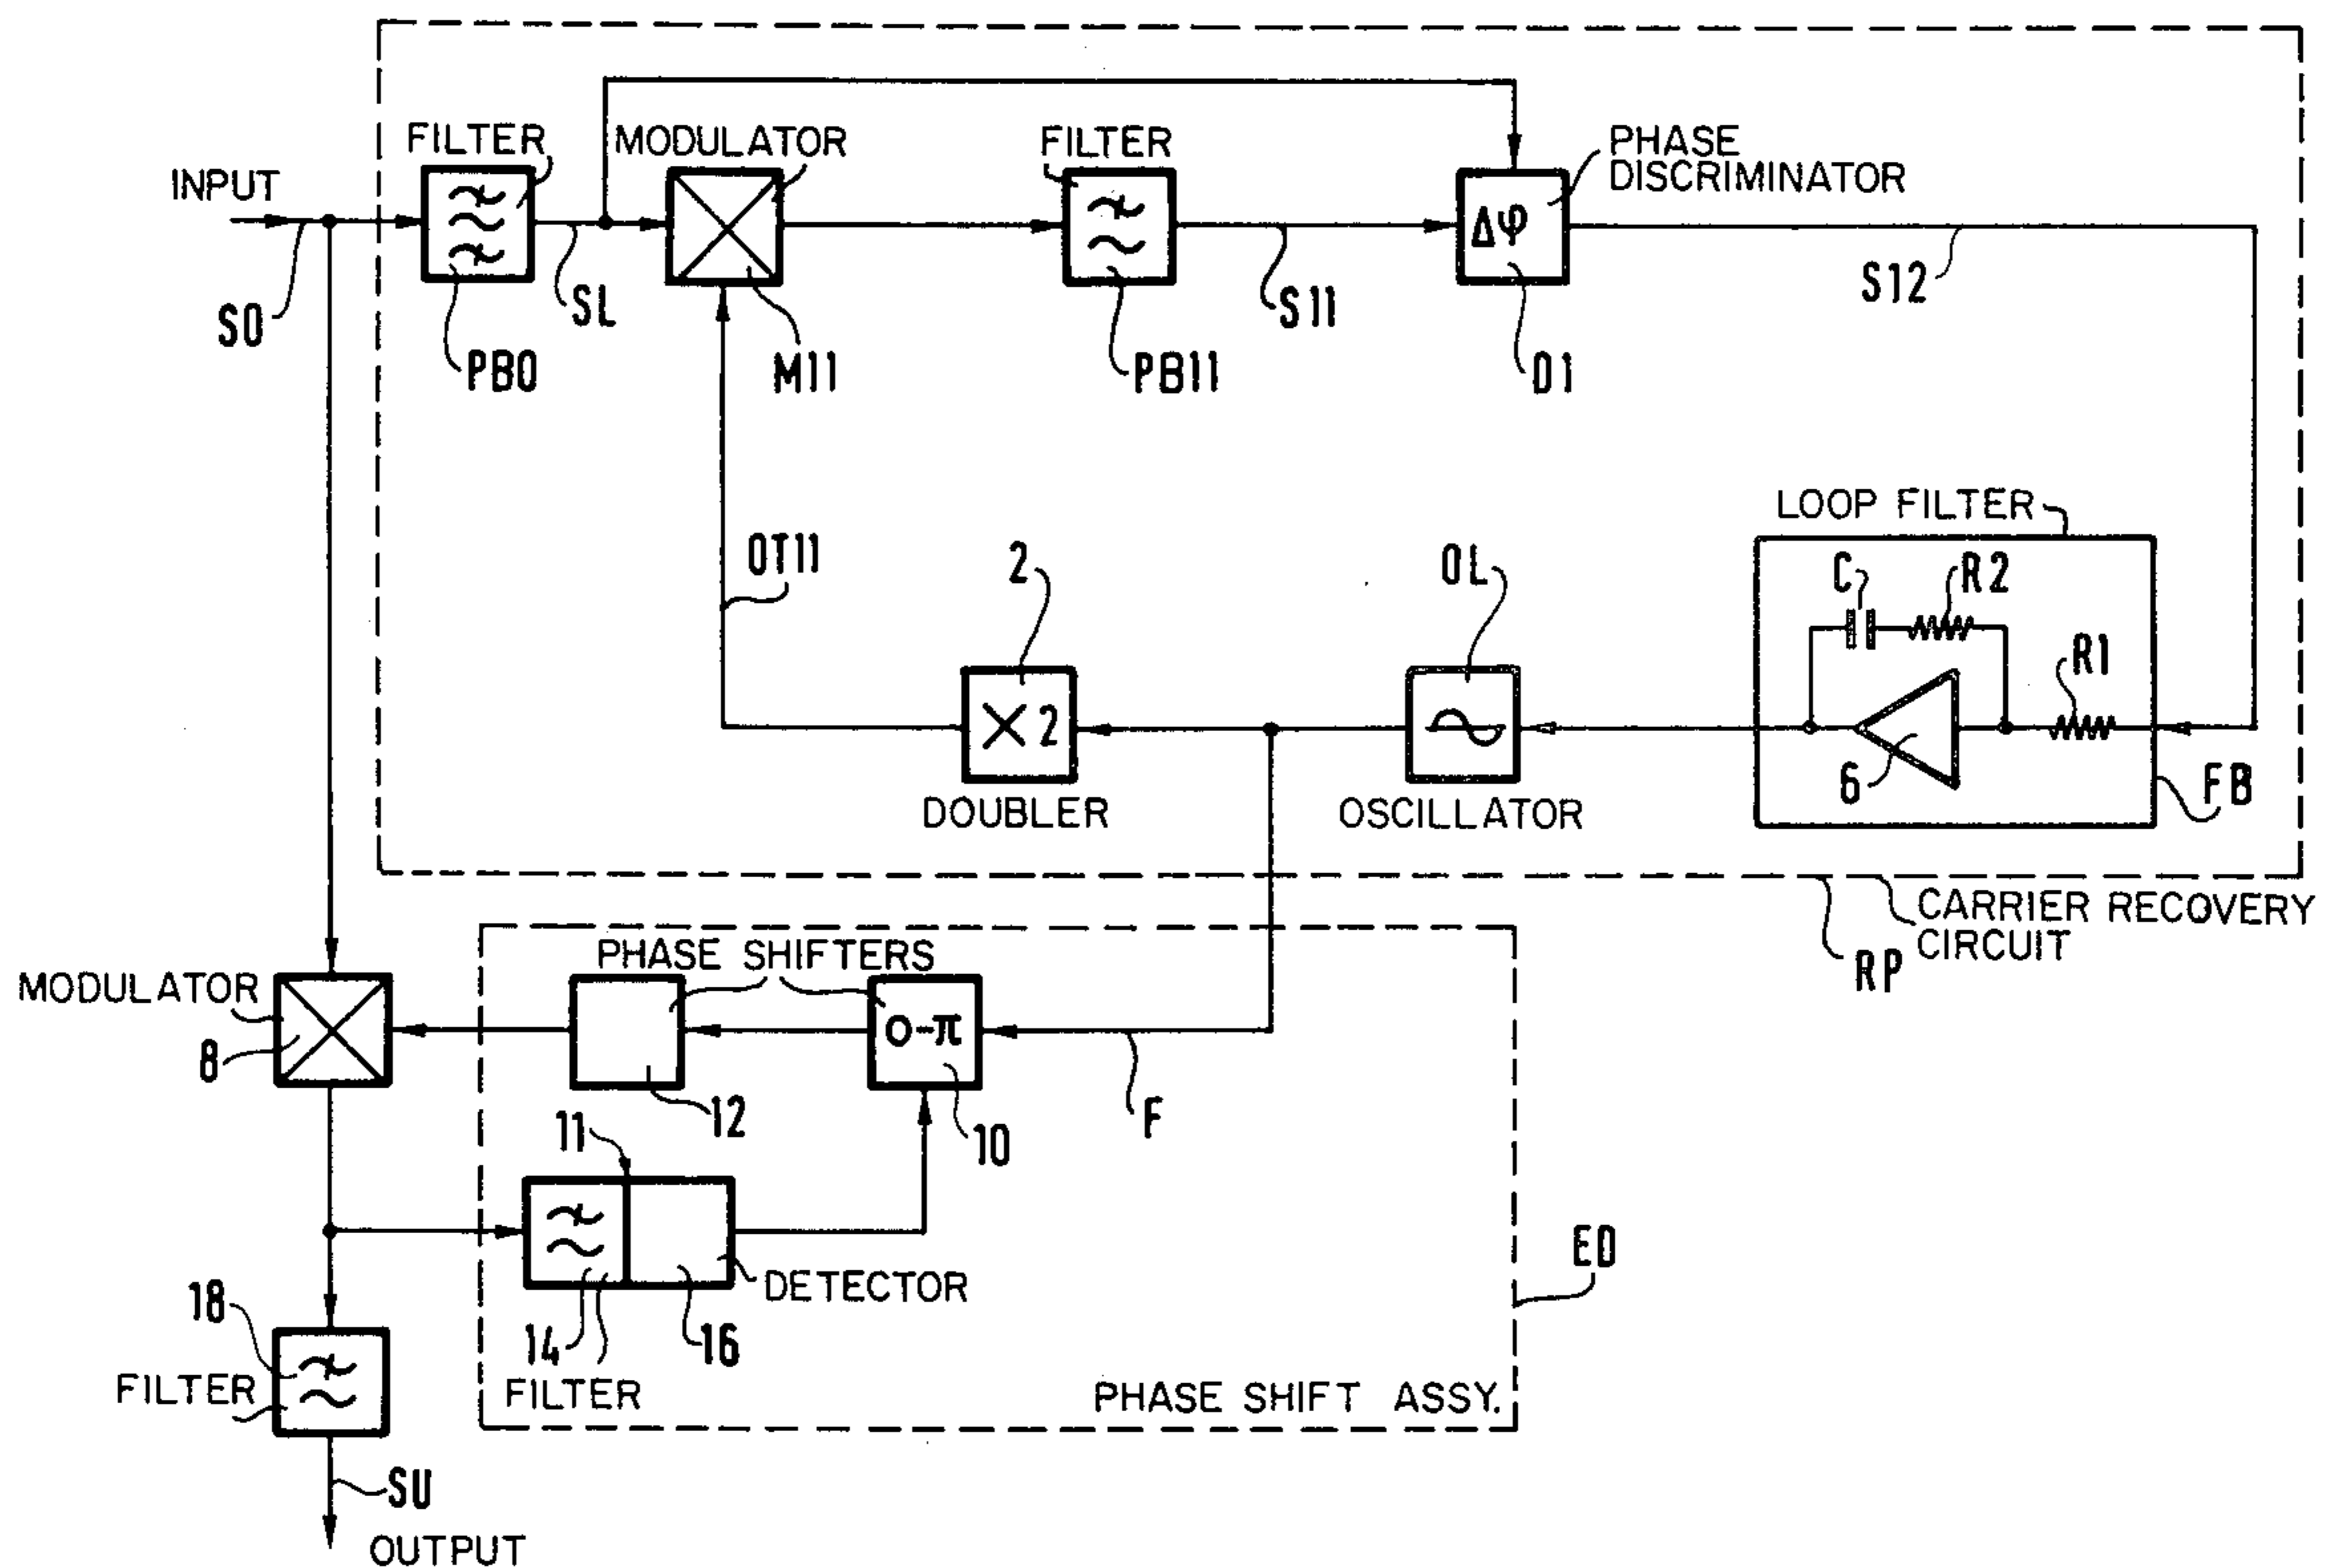 INPUT
FILTER
MODULATOR
FILTER
PHASE
DISCRIMINATOR
Δφ
S0
PB0
SL
M11
PB11
S11
D1
S12
OT11
2
×2
DOUBLER
OL
OSCILLATOR
LOOP FILTER
C
R2
R1
6
FB
CARRIER RECOVERY
CIRCUIT
RP
MODULATOR
8
PHASE SHIFTERS
0-π
12
10
F
11
14
FILTER
16
DETECTOR
ED
PHASE SHIFT ASSY.
18
FILTER
SU
OUTPUT